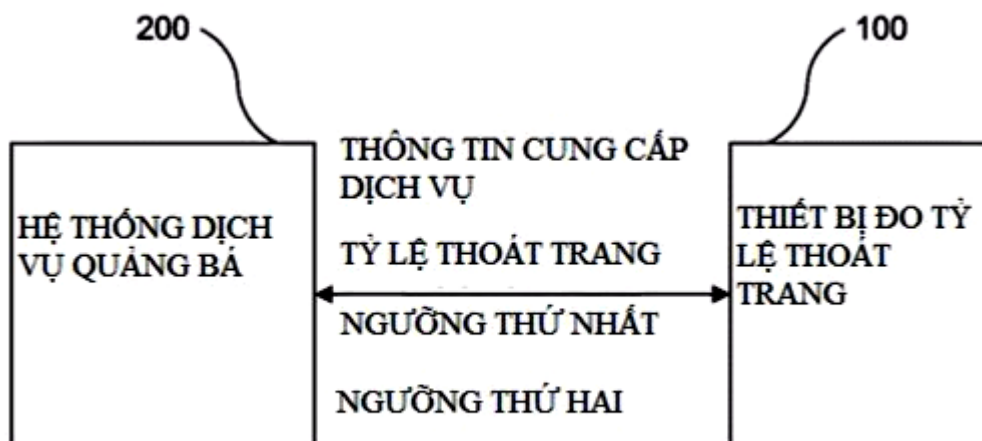 200
100
HỆ THỐNG DỊCH
VỤ QUẢNG BÁ
THÔNG TIN CUNG CẤP
DỊCH VỤ
TỶ LỆ THOÁT TRANG
NGƯỠNG THỨ NHẤT
NGƯỠNG THỨ HAI
THIẾT BỊ ĐO TỶ
LỆ THOÁT
TRANG